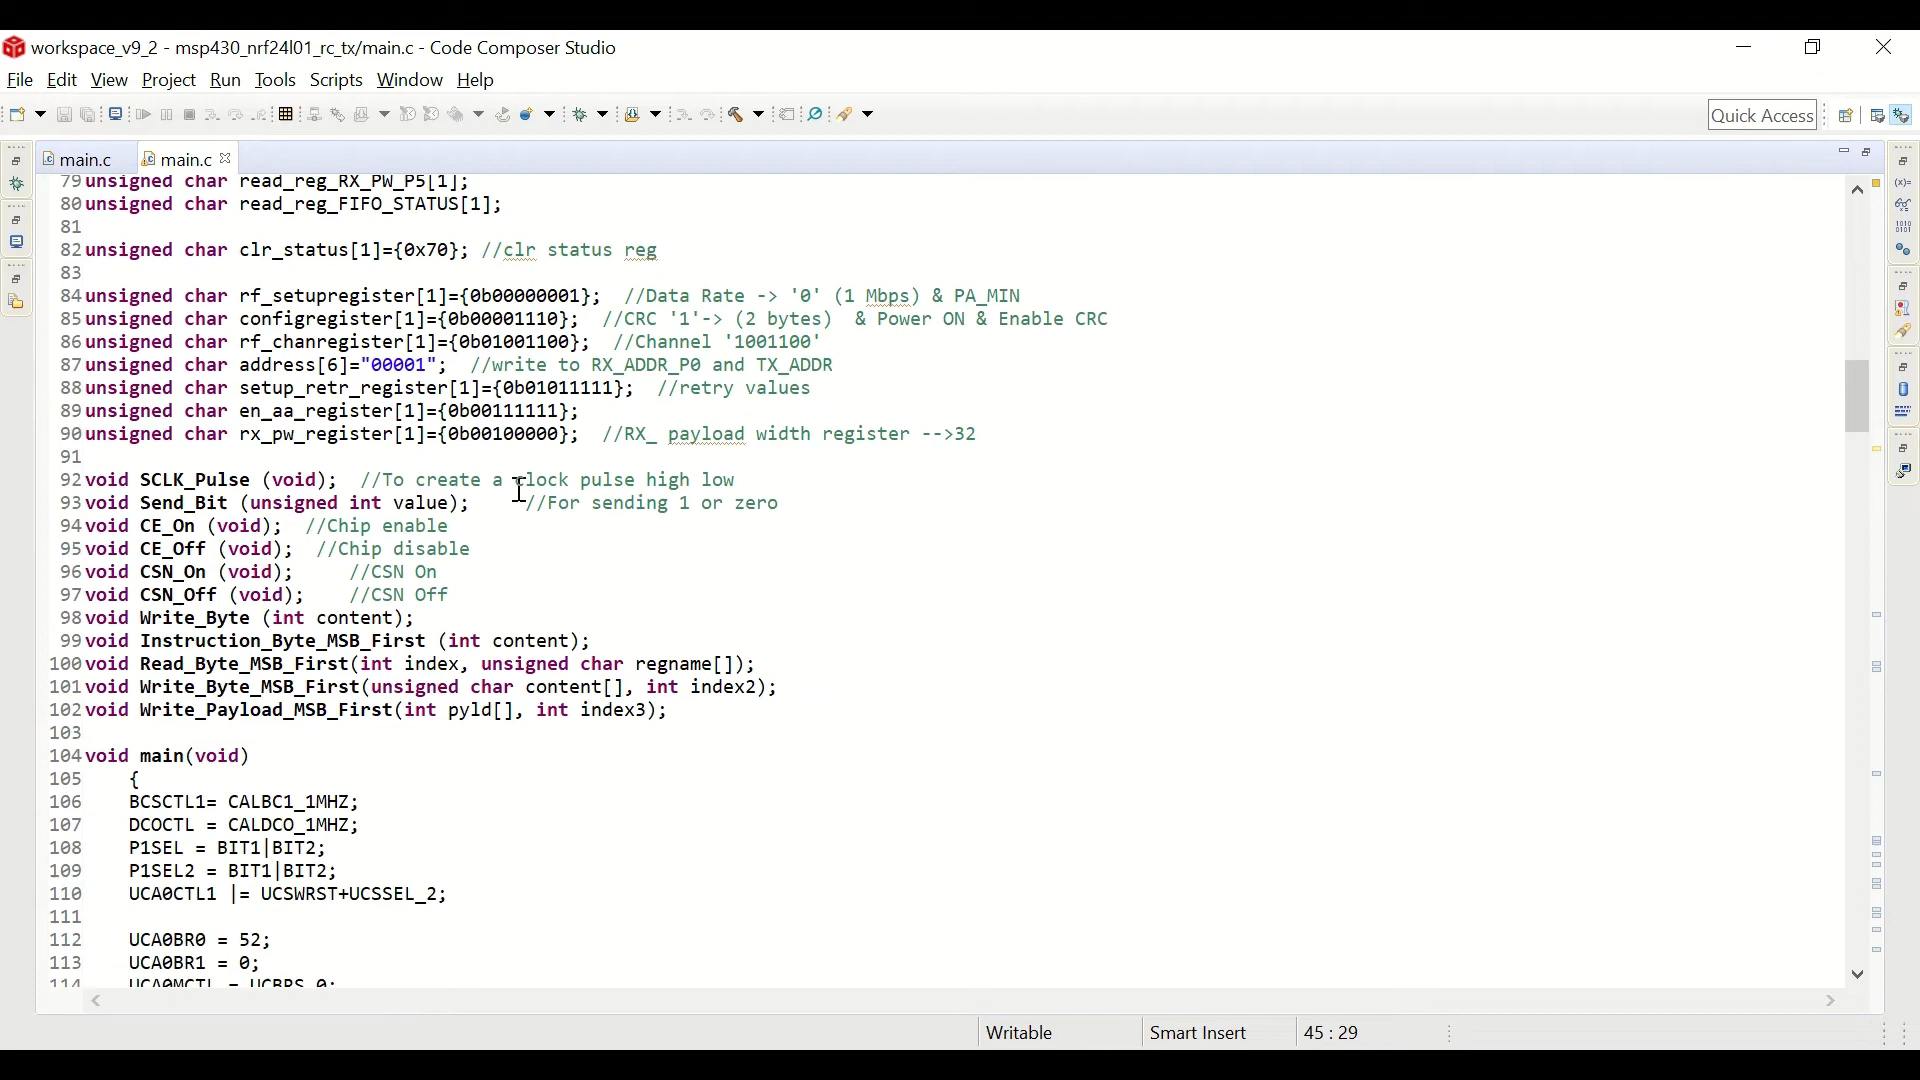 workspace_v9_2 - msp430_nrf24l01_rc_tx/main.c - Code Composer Studio
File Edit View Project Run Tools Scripts Window Help
Quick Access
main.c main.c
79 unsigned char read_reg_RX_PW_P5[1];
80 unsigned char read_reg_FIFO_STATUS[1];
81
82 unsigned char clr_status[1]={0x70}; //clr status reg
83
84 unsigned char rf_setupregister[1]={0b00000001}; //Data Rate -> '0' (1 Mbps) & PA_MIN
85 unsigned char configregister[1]={0b00001110}; //CRC '1'-> (2 bytes) & Power ON & Enable CRC
86 unsigned char rf_chanregister[1]={0b01001100}; //Channel '1001100'
87 unsigned char address[6]="00001"; //write to RX_ADDR_P0 and TX_ADDR
88 unsigned char setup_retr_register[1]={0b01011111}; //retry values
89 unsigned char en_aa_register[1]={0b00111111};
90 unsigned char rx_pw_register[1]={0b00100000}; //RX_ payload width register -->32
91
92 void SCLK_Pulse (void); //To create a clock pulse high low
93 void Send_Bit (unsigned int value); //For sending 1 or zero
94 void CE_On (void); //Chip enable
95 void CE_Off (void); //Chip disable
96 void CSN_On (void); //CSN On
97 void CSN_Off (void); //CSN Off
98 void Write_Byte (int content);
99 void Instruction_Byte_MSB_First (int content);
100 void Read_Byte_MSB_First(int index, unsigned char regname[]);
101 void Write_Byte_MSB_First(unsigned char content[], int index2);
102 void Write_Payload_MSB_First(int pyld[], int index3);
103
104 void main(void)
105 {
106 BCSCTL1= CALBC1_1MHZ;
107 DCOCTL = CALDCO_1MHZ;
108 P1SEL = BIT1|BIT2;
109 P1SEL2 = BIT1|BIT2;
110 UCA0CTL1 |= UCSWRST+UCSSEL_2;
111
112 UCA0BR0 = 52;
113 UCA0BR1 = 0;
114 UCA0MCTL = UCBRS_0;
Writable Smart Insert 45 : 29